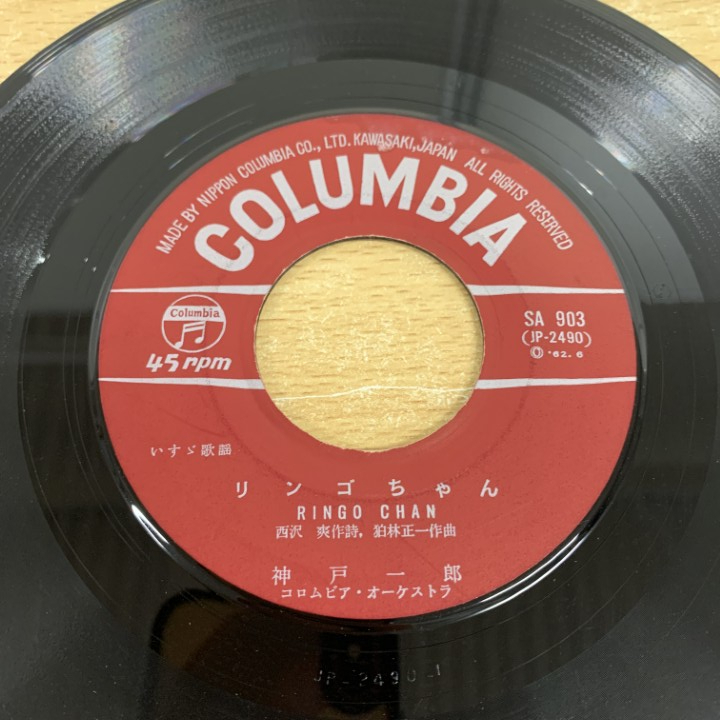 MADE BY NIPPON COLUMBIA CO., LTD. KAWASAKI, JAPAN ALL RIGHTS RESERVED
COLUMBIA
Columbia
45 rpm
SA 903
(JP-2490)
Ⓟ '62. 6
いすゞ歌謡
リンゴちゃん
RINGO CHAN
西沢 爽作詩, 狛林正一作曲
神戸一郎
コロムビア・オーケストラ
JP-2490-1